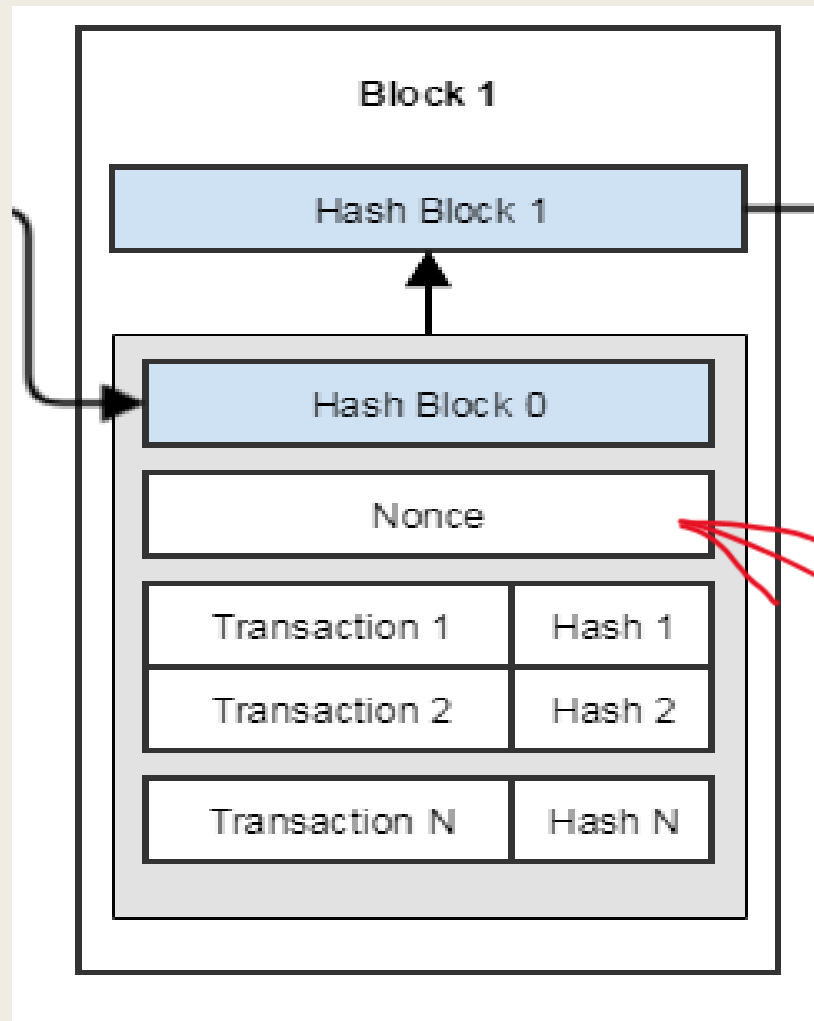 Block 1
Hash Block 1
Hash Block 0
Nonce
Transaction 1 Hash 1
Transaction 2 Hash 2
Transaction N Hash N